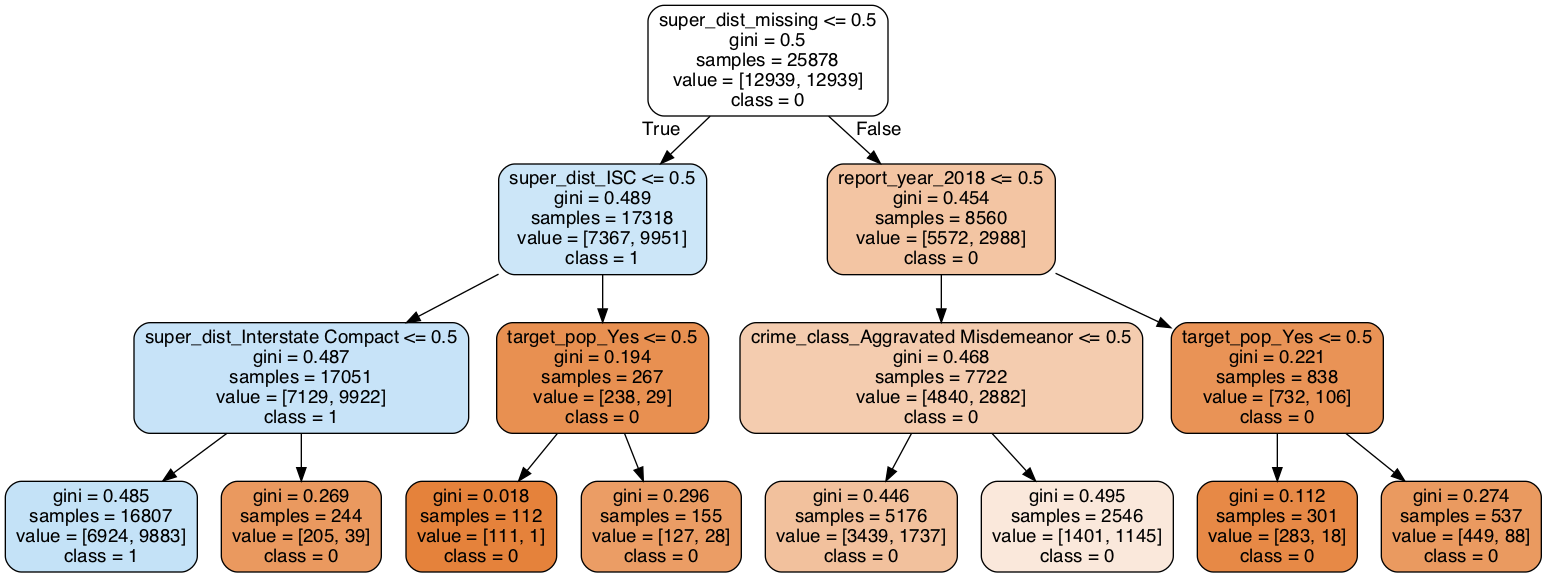 super_dist_missing <= 0.5
gini = 0.5
samples = 25878
value = [12939, 12939]
class = 0
True
False
super_dist_ISC <= 0.5
gini = 0.489
samples = 17318
value = [7367, 9951]
class = 1
report_year_2018 <= 0.5
gini = 0.454
samples = 8560
value = [5572, 2988]
class = 0
super_dist_Interstate Compact <= 0.5
gini = 0.487
samples = 17051
value = [7129, 9922]
class = 1
target_pop_Yes <= 0.5
gini = 0.194
samples = 267
value = [238, 29]
class = 0
crime_class_Aggravated Misdemeanor <= 0.5
gini = 0.468
samples = 7722
value = [4840, 2882]
class = 0
target_pop_Yes <= 0.5
gini = 0.221
samples = 838
value = [732, 106]
class = 0
gini = 0.485
samples = 16807
value = [6924, 9883]
class = 1
gini = 0.269
samples = 244
value = [205, 39]
class = 0
gini = 0.018
samples = 112
value = [111, 1]
class = 0
gini = 0.296
samples = 155
value = [127, 28]
class = 0
gini = 0.446
samples = 5176
value = [3439, 1737]
class = 0
gini = 0.495
samples = 2546
value = [1401, 1145]
class = 0
gini = 0.112
samples = 301
value = [283, 18]
class = 0
gini = 0.274
samples = 537
value = [449, 88]
class = 0